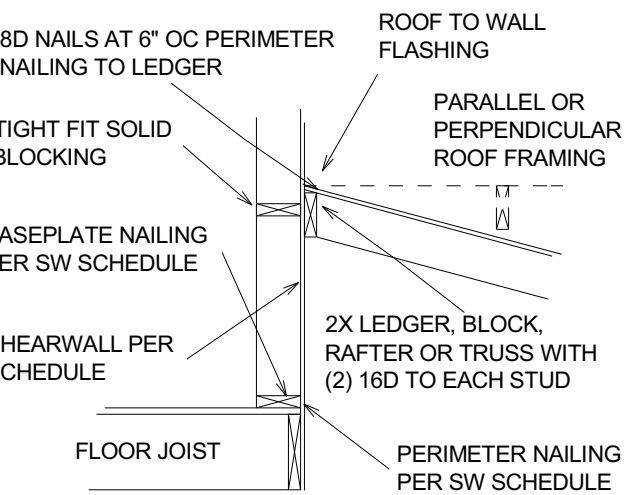 8D NAILS AT 6" OC PERIMETER
NAILING TO LEDGER
ROOF TO WALL
FLASHING
TIGHT FIT SOLID
BLOCKING
PARALLEL OR
PERPENDICULAR
ROOF FRAMING
ASEPLATE NAILING
ER SW SCHEDULE
HEARWALL PER
CHEDULE
2X LEDGER, BLOCK,
RAFTER OR TRUSS WITH
(2) 16D TO EACH STUD
FLOOR JOIST
PERIMETER NAILING
PER SW SCHEDULE